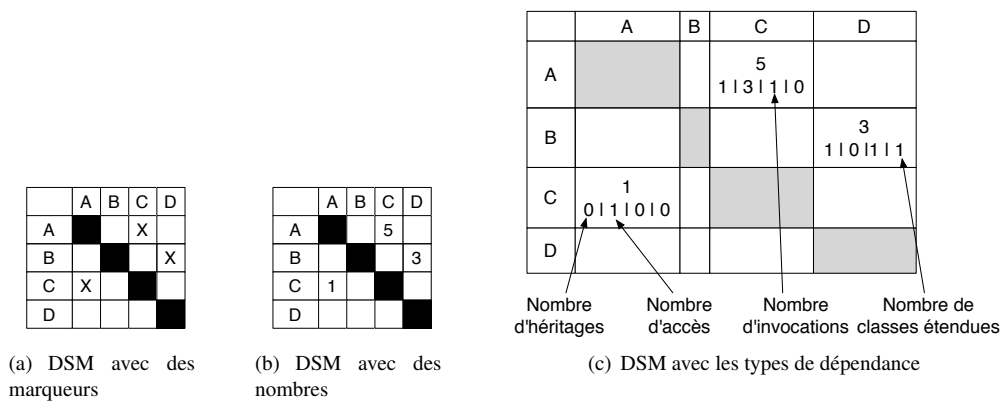 A B C D
A X
B X
C X
D
(a) DSM avec des
marqueurs
A B C D
A 5
B 3
C 1
D
(b) DSM avec des
nombres
A B C D
A
5
1 | 3 | 1 | 0
B
3
1 | 0 |1 | 1
C
1
0 | 1 | 0 | 0
D
Nombre
d'héritages
Nombre
d'accès
Nombre
d'invocations
Nombre de
classes étendues
(c) DSM avec les types de dépendance